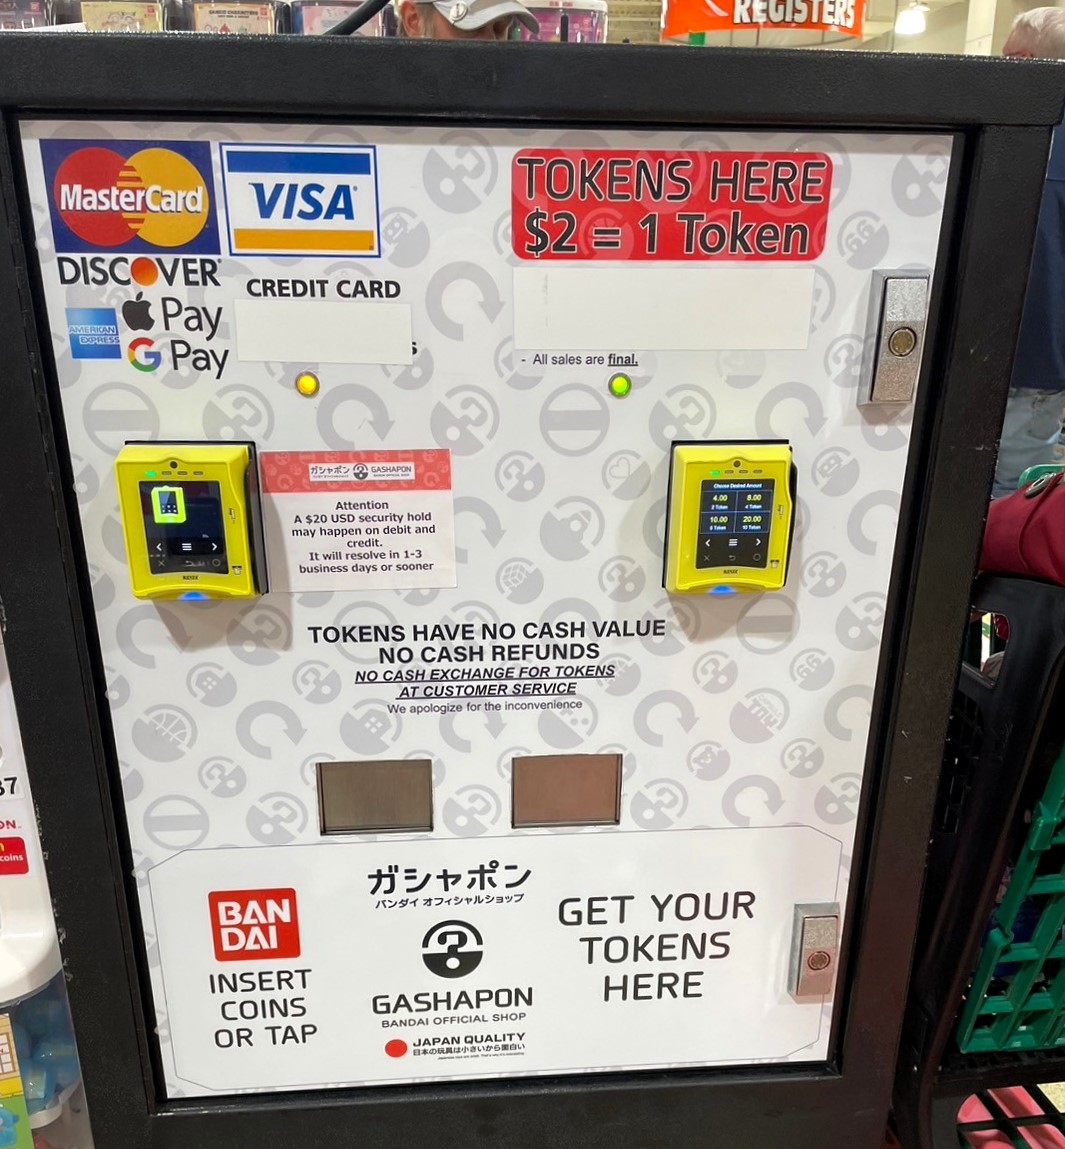 REGISTERS
MasterCard
VISA
TOKENS HERE
$2 = 1 Token
DISCOVER
CREDIT CARD
AMERICAN EXPRESS
Pay
G Pay
s
- All sales are final.
ガシャポン
GASHAPON
Attention
A $20 USD security hold
may happen on debit and
credit.
It will resolve in 1-3
business days or sooner
Choose Desired Amount
4.00 8.00
2 Token 4 Token
10.00 20.00
5 Token 10 Token
TOKENS HAVE NO CASH VALUE
NO CASH REFUNDS
NO CASH EXCHANGE FOR TOKENS
AT CUSTOMER SERVICE
We apologize for the inconvenience
37
coins
BAN
DAI
INSERT
COINS
OR TAP
ガシャポン
バンダイ オフィシャルショップ
GASHAPON
BANDAI OFFICIAL SHOP
JAPAN QUALITY
日本の玩具は小さいから面白い
GET YOUR
TOKENS
HERE